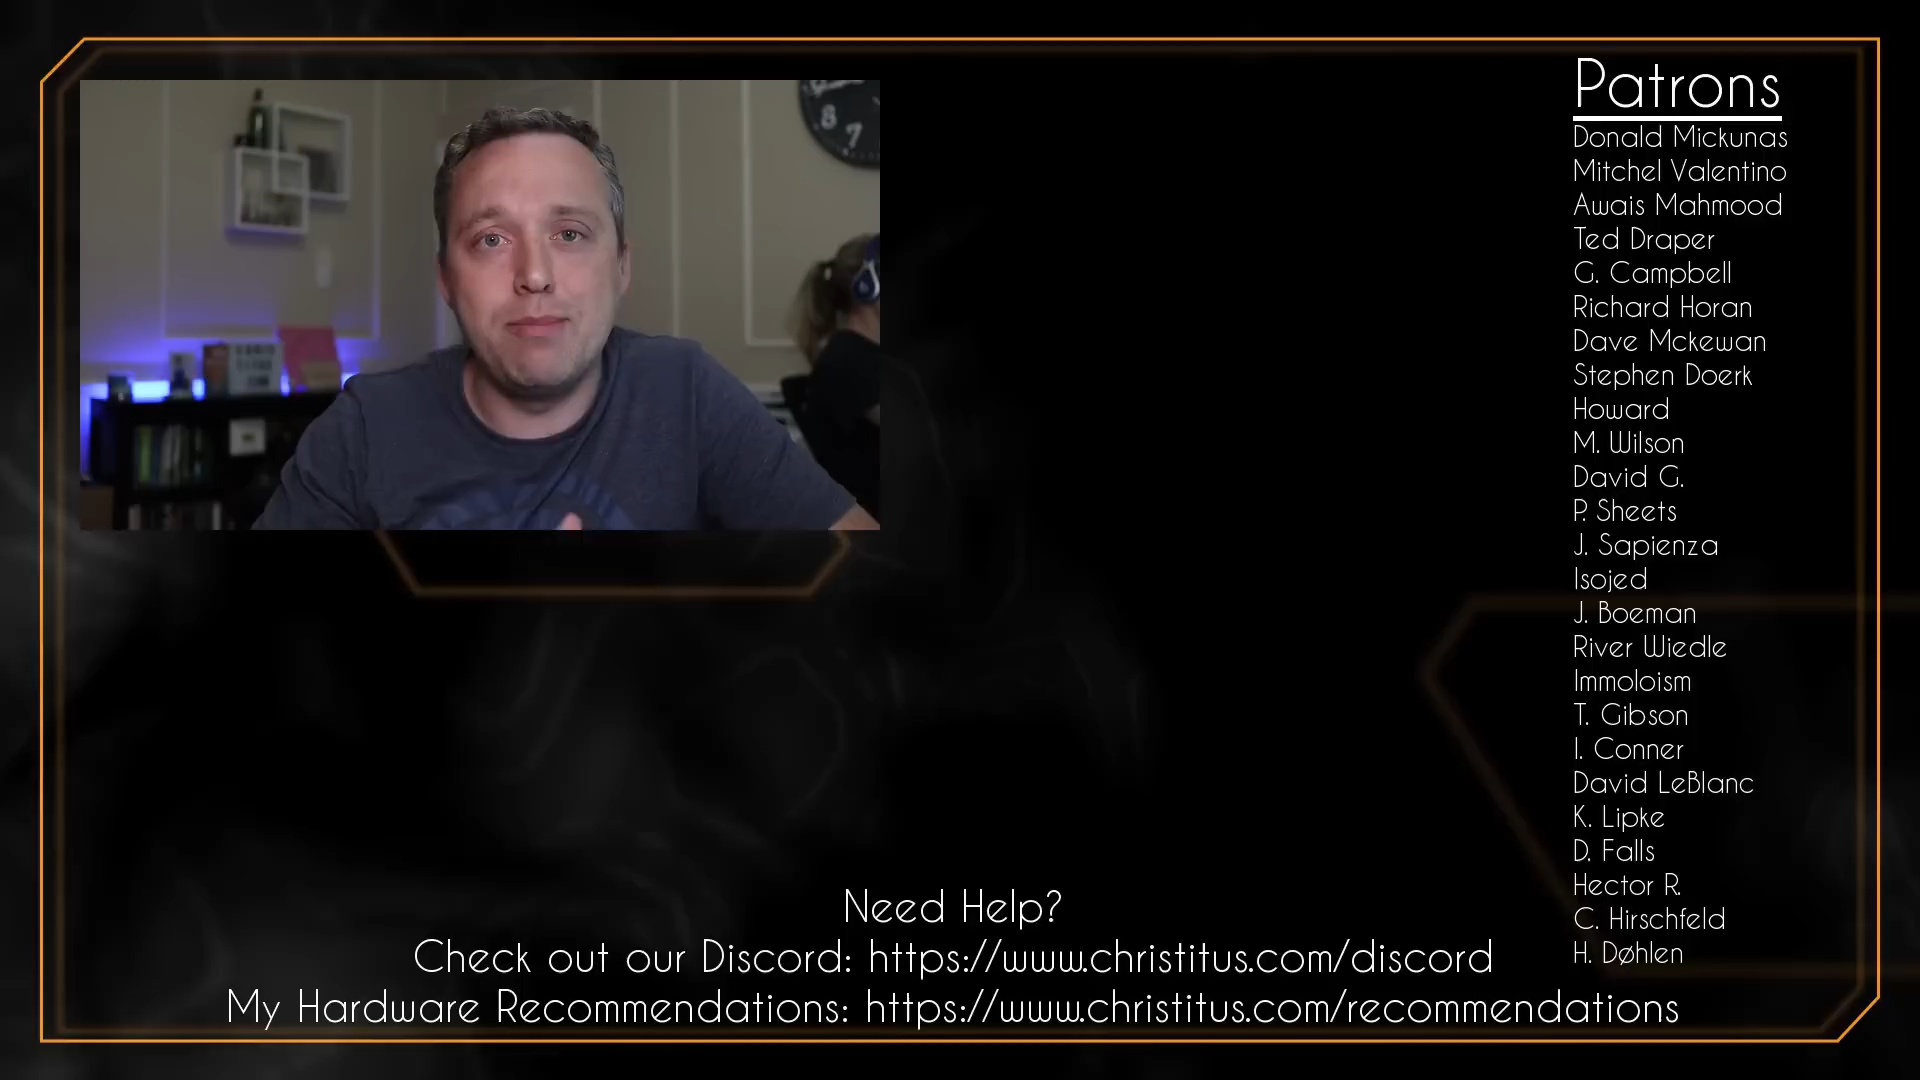 Patrons
Donald Mickunas
Mitchel Valentino
Awais Mahmood
Ted Draper
G. Campbell
Richard Horan
Dave Mckewan
Stephen Doerk
Howard
M. Wilson
David G.
P. Sheets
J. Sapienza
Isojed
J. Boeman
River Wiedle
Immoloism
T. Gibson
I. Conner
David LeBlanc
K. Lipke
D. Falls
Hector R.
C. Hirschfeld
H. Døhlen
8
7
Need Help?
Check out our Discord: https://www.christitus.com/discord
My Hardware Recommendations: https://www.christitus.com/recommendations